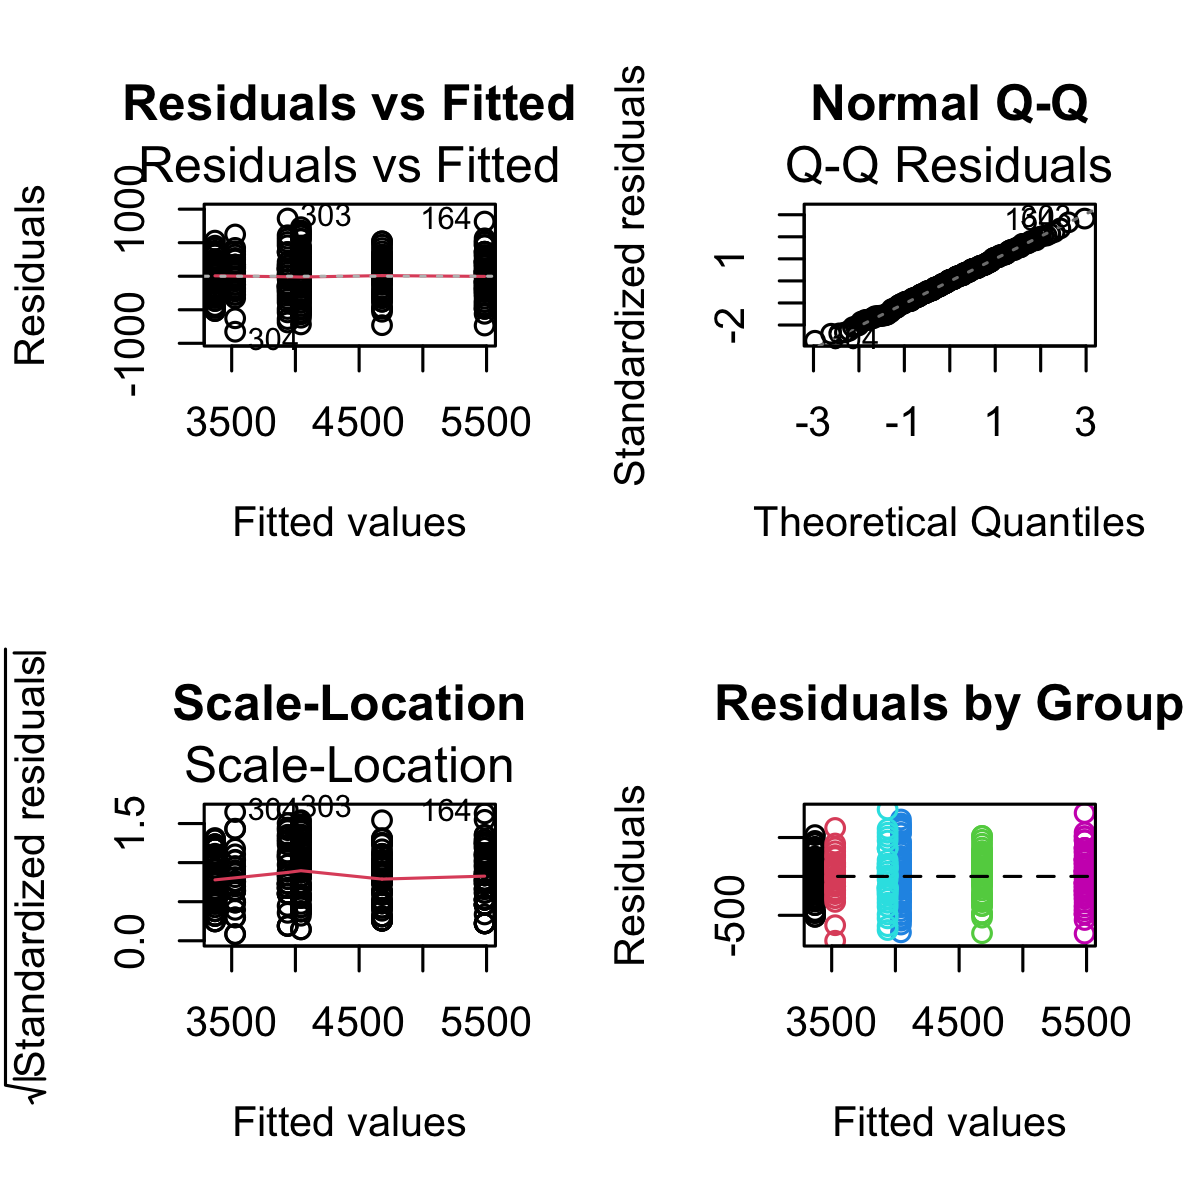 Residuals vs Fitted
Residuals vs Fitted
Residuals
-1000 1000
303
164
304
3500 4500 5500
Fitted values
Normal Q-Q
Q-Q Residuals
Standardized residuals
-2 1
-3 -1 1 3
Theoretical Quantiles
Scale-Location
Scale-Location
√|Standardized residuals|
0.0 1.5
304 303 164
3500 4500 5500
Fitted values
Residuals by Group
Residuals
-500
3500 4500 5500
Fitted values